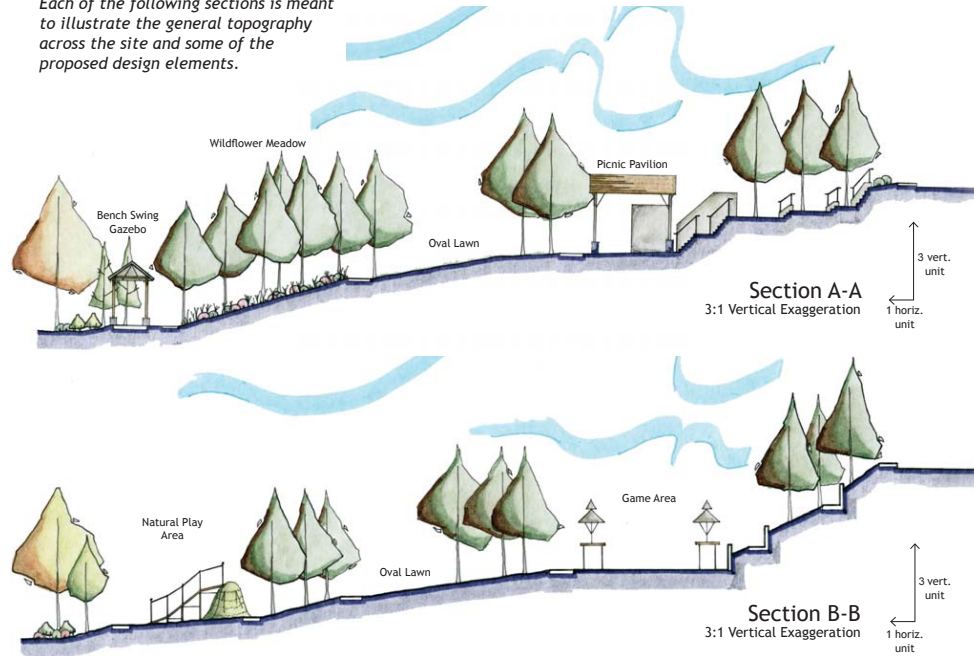 Each of the following sections is meant
to illustrate the general topography
across the site and some of the
proposed design elements.
Wildflower Meadow
Bench Swing
Gazebo
Oval Lawn
Picnic Pavilion
3 vert.
unit
1 horiz.
unit
Section A-A
3:1 Vertical Exaggeration
Natural Play
Area
Oval Lawn
Game Area
3 vert.
unit
1 horiz.
unit
Section B-B
3:1 Vertical Exaggeration